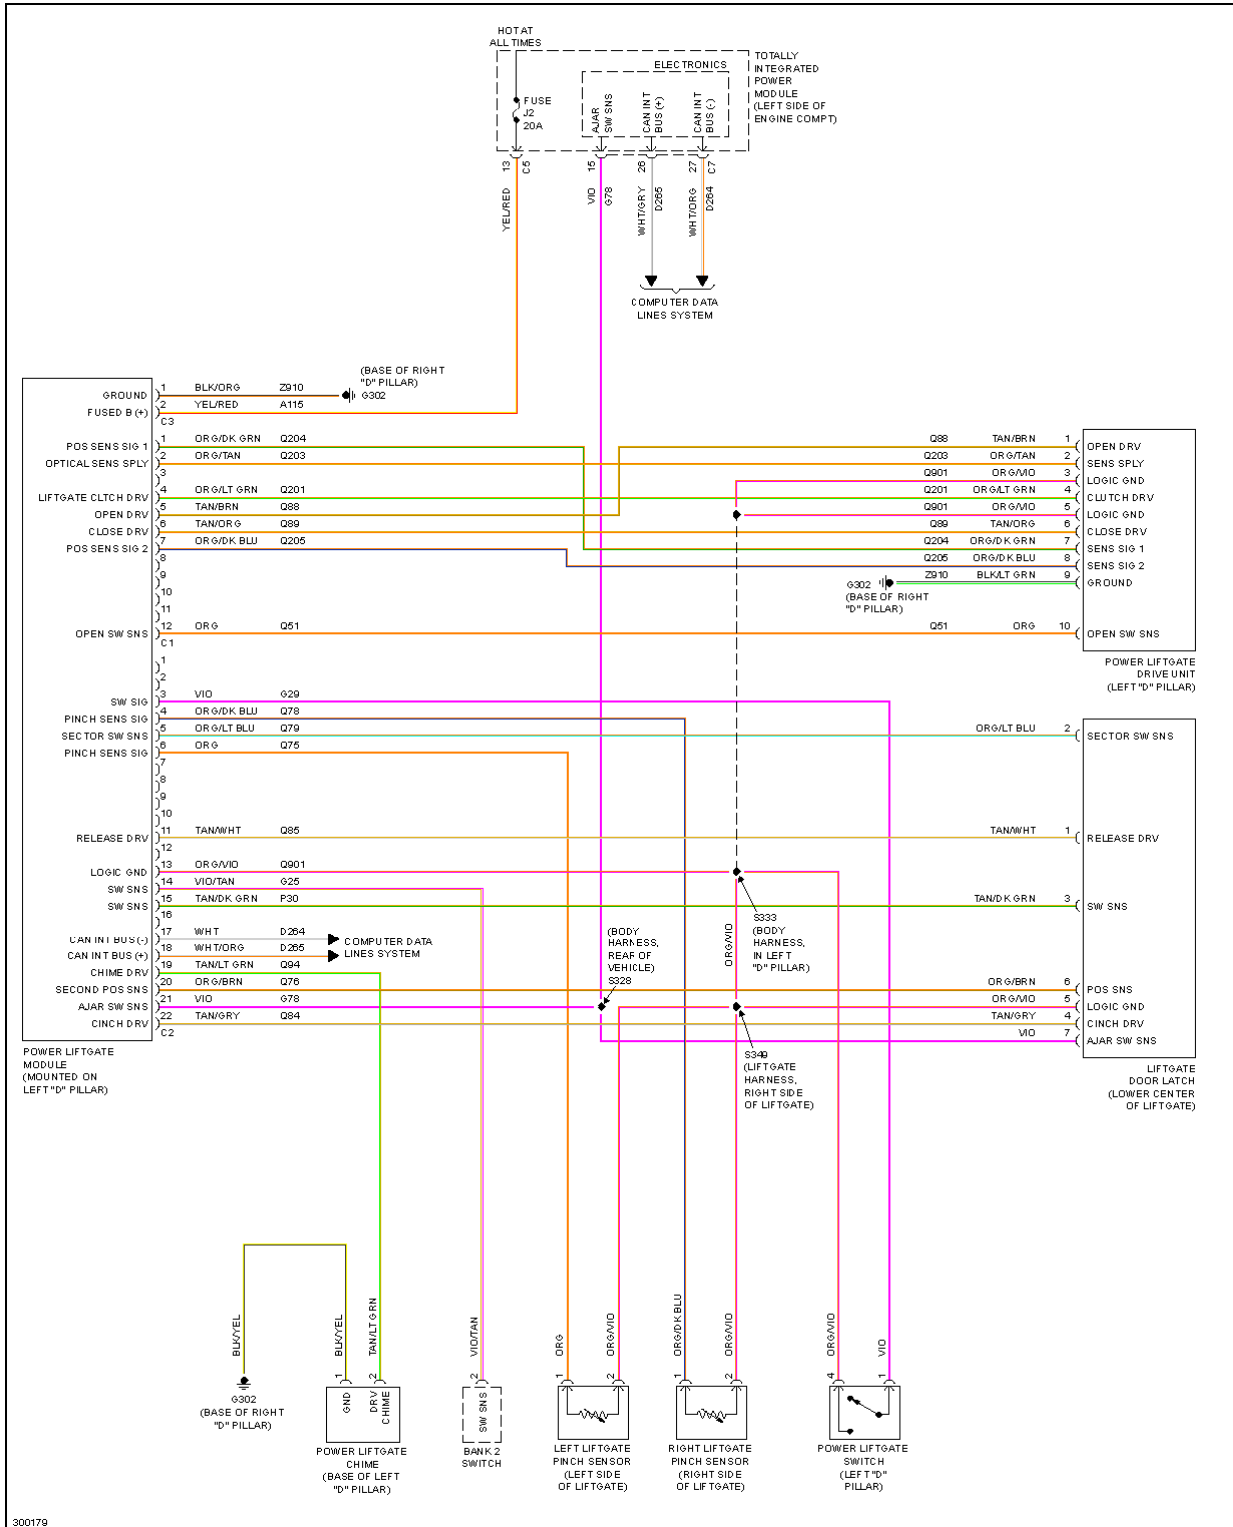 HOT AT
ALL TIMES
FUSE
J2
20A
ELECTRONICS
AJAR
SW SNS
CAN INT
BUS (+)
CAN INT
BUS (-)
TOTALLY
INTEGRATED
POWER
MODULE
(LEFT SIDE OF
ENGINE COMPT)
13
C5
15
26
27
C7
YEL/RED
VIO
G78
WHT/GRY
D265
WHT/ORG
D264
COMPUTER DATA
LINES SYSTEM
(BASE OF RIGHT
"D" PILLAR)
G302
GROUND 1 BLK/ORG Z910
FUSED B (+) 2 YEL/RED A115
C3
POS SENS SIG 1 1 ORG/DK GRN Q204
OPTICAL SENS SPLY 2 ORG/TAN Q203
3
LIFTGATE CLTCH DRV 4 ORG/LT GRN Q201
OPEN DRV 5 TAN/BRN Q88
CLOSE DRV 6 TAN/ORG Q89
POS SENS SIG 2 7 ORG/DK BLU Q205
8
9
10
11
OPEN SW SNS 12 ORG Q51
C1
1
2
SW SIG 3 VIO G29
PINCH SENS SIG 4 ORG/DK BLU Q78
SECTOR SW SNS 5 ORG/LT BLU Q79
PINCH SENS SIG 6 ORG Q75
7
8
9
10
RELEASE DRV 11 TAN/WHT Q85
12
LOGIC GND 13 ORG/VIO Q901
SW SNS 14 VIO/TAN G25
SW SNS 15 TAN/DK GRN P30
16
CAN INT BUS (-) 17 WHT D264
CAN INT BUS (+) 18 WHT/ORG D265
CHIME DRV 19 TAN/LT GRN Q94
SECOND POS SNS 20 ORG/BRN Q76
AJAR SW SNS 21 VIO G78
CINCH DRV 22 TAN/GRY Q84
C2
POWER LIFTGATE
MODULE
(MOUNTED ON
LEFT "D" PILLAR)
COMPUTER DATA
LINES SYSTEM
Q88 TAN/BRN 1 OPEN DRV
Q203 ORG/TAN 2 SENS SPLY
Q901 ORG/VIO 3 LOGIC GND
Q201 ORG/LT GRN 4 CLUTCH DRV
Q901 ORG/VIO 5 LOGIC GND
Q89 TAN/ORG 6 CLOSE DRV
Q204 ORG/DK GRN 7 SENS SIG 1
Q205 ORG/DK BLU 8 SENS SIG 2
Z910 BLK/LT GRN 9 GROUND
G302
(BASE OF RIGHT
"D" PILLAR)
Q51 ORG 10 OPEN SW SNS
POWER LIFTGATE
DRIVE UNIT
(LEFT "D" PILLAR)
ORG/LT BLU 2 SECTOR SW SNS
TAN/WHT 1 RELEASE DRV
TAN/DK GRN 3 SW SNS
ORG/BRN 6 POS SNS
ORG/VIO 5 LOGIC GND
TAN/GRY 4 CINCH DRV
VIO 7 AJAR SW SNS
LIFTGATE
DOOR LATCH
(LOWER CENTER
OF LIFTGATE)
(BODY
HARNESS,
REAR OF
VEHICLE)
S328
ORG/VIO
S333
(BODY
HARNESS,
IN LEFT
"D" PILLAR)
S349
(LIFTGATE
HARNESS,
RIGHT SIDE
OF LIFTGATE)
BLK/YEL
G302
(BASE OF RIGHT
"D" PILLAR)
BLK/YEL
TAN/LT GRN
1
2
GND
DRV
CHIME
POWER LIFTGATE
CHIME
(BASE OF LEFT
"D" PILLAR)
VIO/TAN
2
SW SNS
BANK 2
SWITCH
ORG
ORG/VIO
1
2
LEFT LIFTGATE
PINCH SENSOR
(LEFT SIDE
OF LIFTGATE)
ORG/DK BLU
ORG/VIO
1
2
RIGHT LIFTGATE
PINCH SENSOR
(RIGHT SIDE
OF LIFTGATE)
ORG/VIO
VIO
4
1
POWER LIFTGATE
SWITCH
(LEFT "D"
PILLAR)
300179